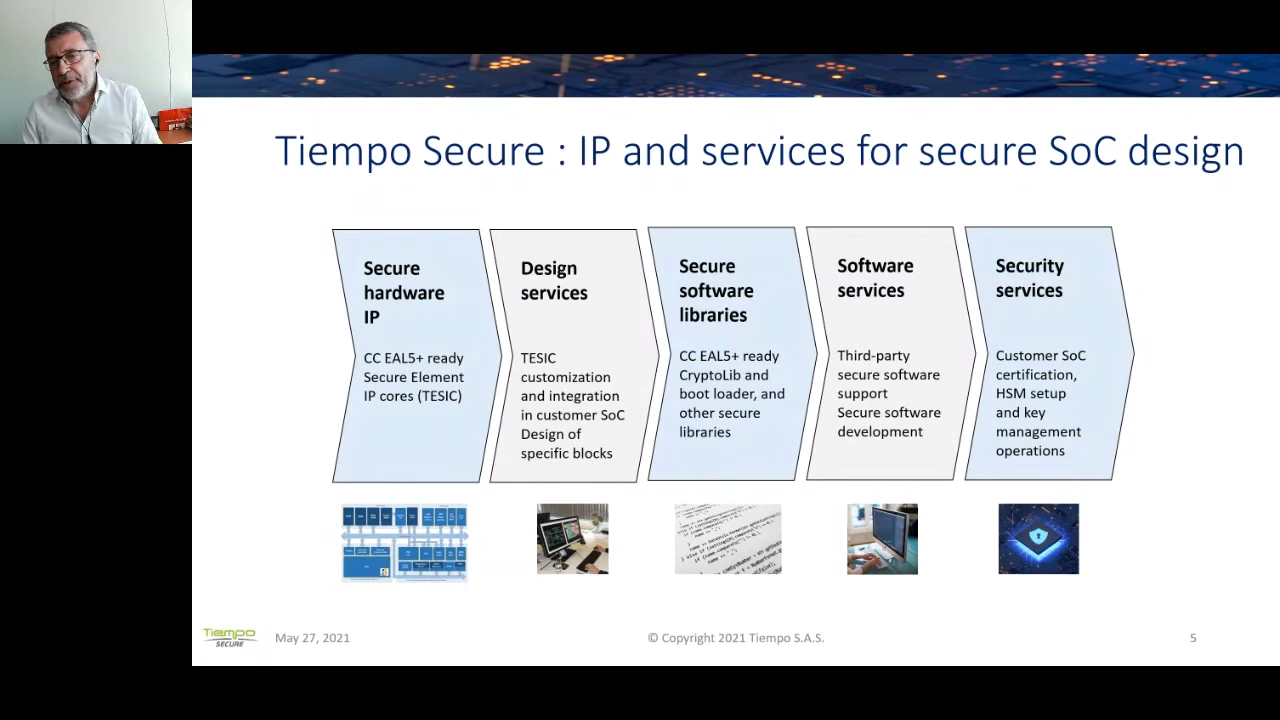 Tiempo Secure : IP and services for secure SoC design
Secure
hardware
IP
CC EAL5+ ready
Secure Element
IP cores (TESIC)
Design
services
TESIC
customization
and integration
in customer SoC
Design of
specific blocks
Secure
software
libraries
CC EAL5+ ready
CryptoLib and
boot loader, and
other secure
libraries
Software
services
Third-party
secure software
support
Secure software
development
Security
services
Customer SoC
certification,
HSM setup
and key
management
operations
Tiempo
SECURE
May 27, 2021
© Copyright 2021 Tiempo S.A.S.
5